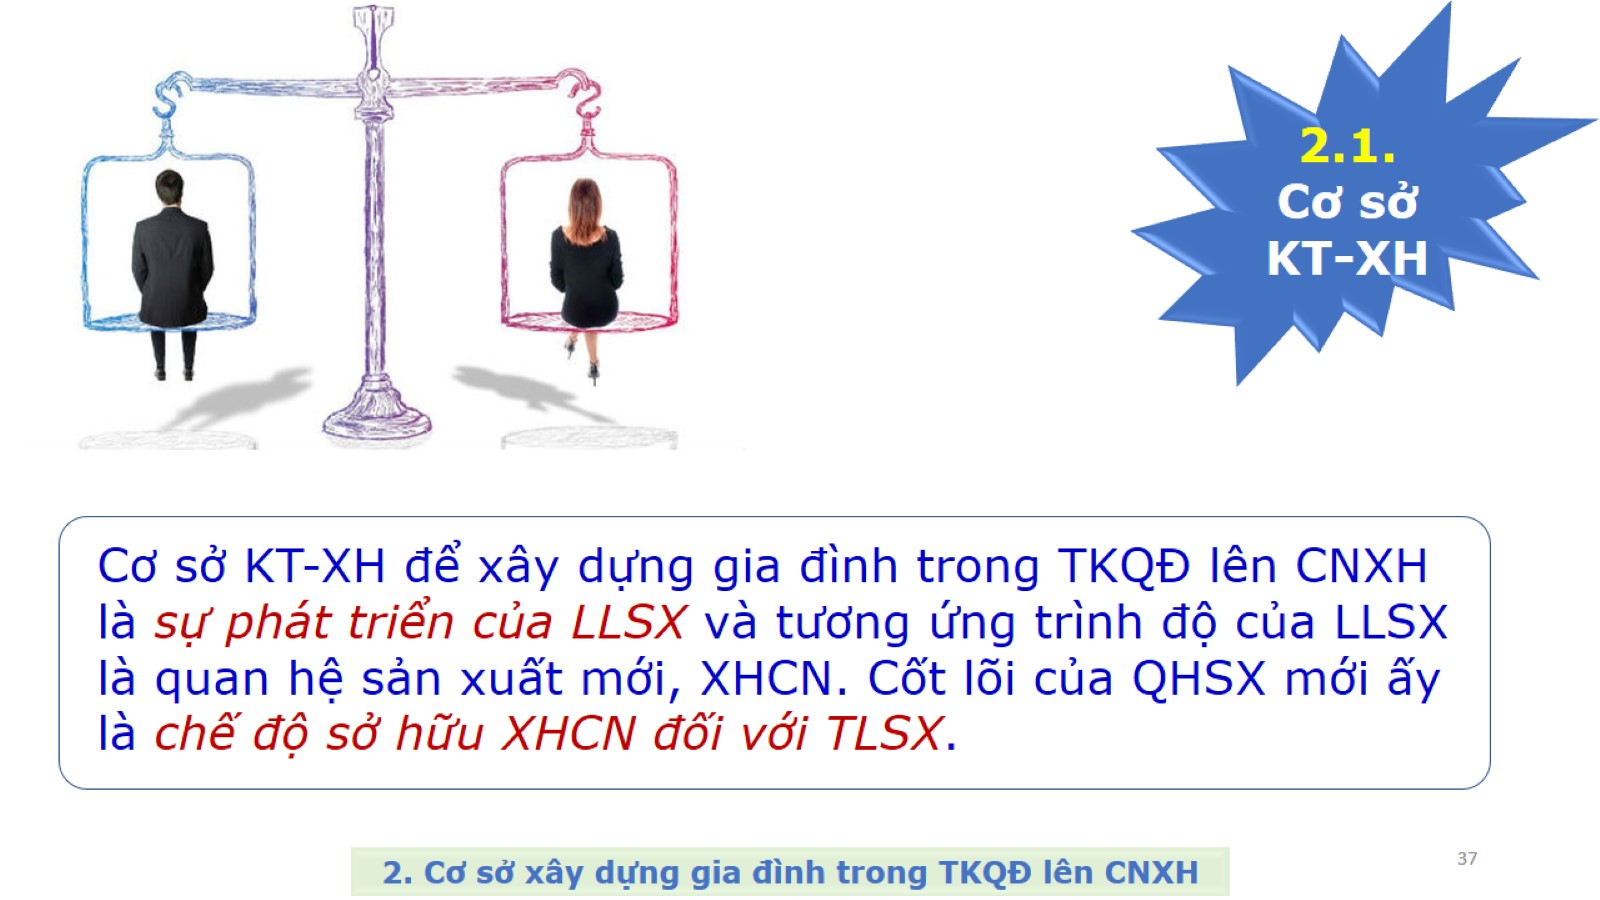 2.1.
Cơ sở
KT-XH
Cơ sở KT-XH để xây dựng gia đình trong TKQĐ lên CNXH
là sự phát triển của LLSX và tương ứng trình độ của LLSX
là quan hệ sản xuất mới, XHCN. Cốt lõi của QHSX mới ấy
là chế độ sở hữu XHCN đối với TLSX.
2. Cơ sở xây dựng gia đình trong TKQĐ lên CNXH
37